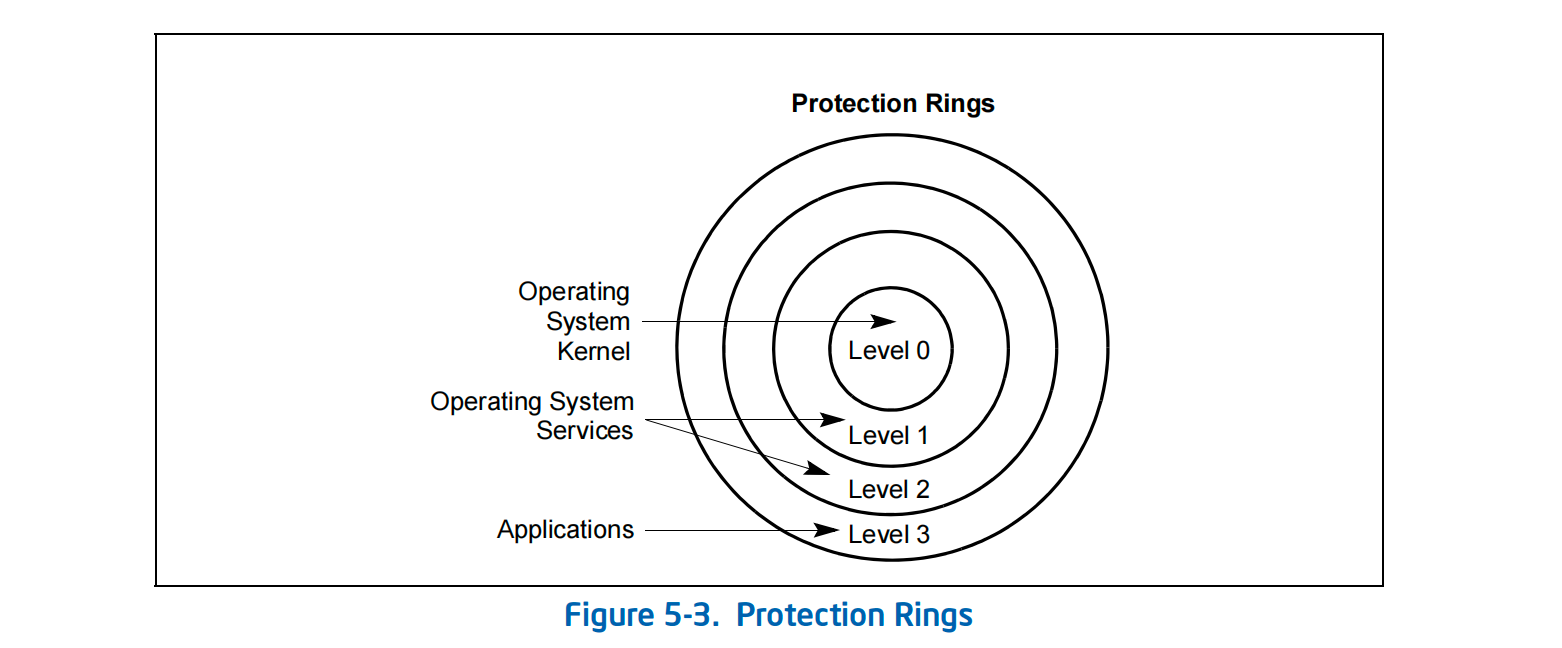 Protection Rings
Operating
System
Kernel
Level 0
Operating System
Services
Level 1
Level 2
Applications
Level 3
Figure 5-3. Protection Rings